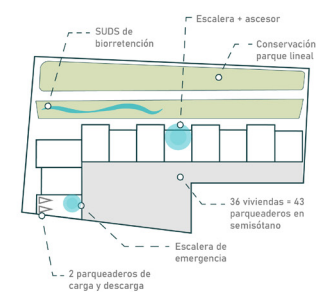 Escalera + ascesor
SUDS de
biorretención
Conservación
parque lineal
36 viviendas = 43
parqueaderos en
semisótano
Escalera de
emergencia
2 parqueaderos de
carga y descarga